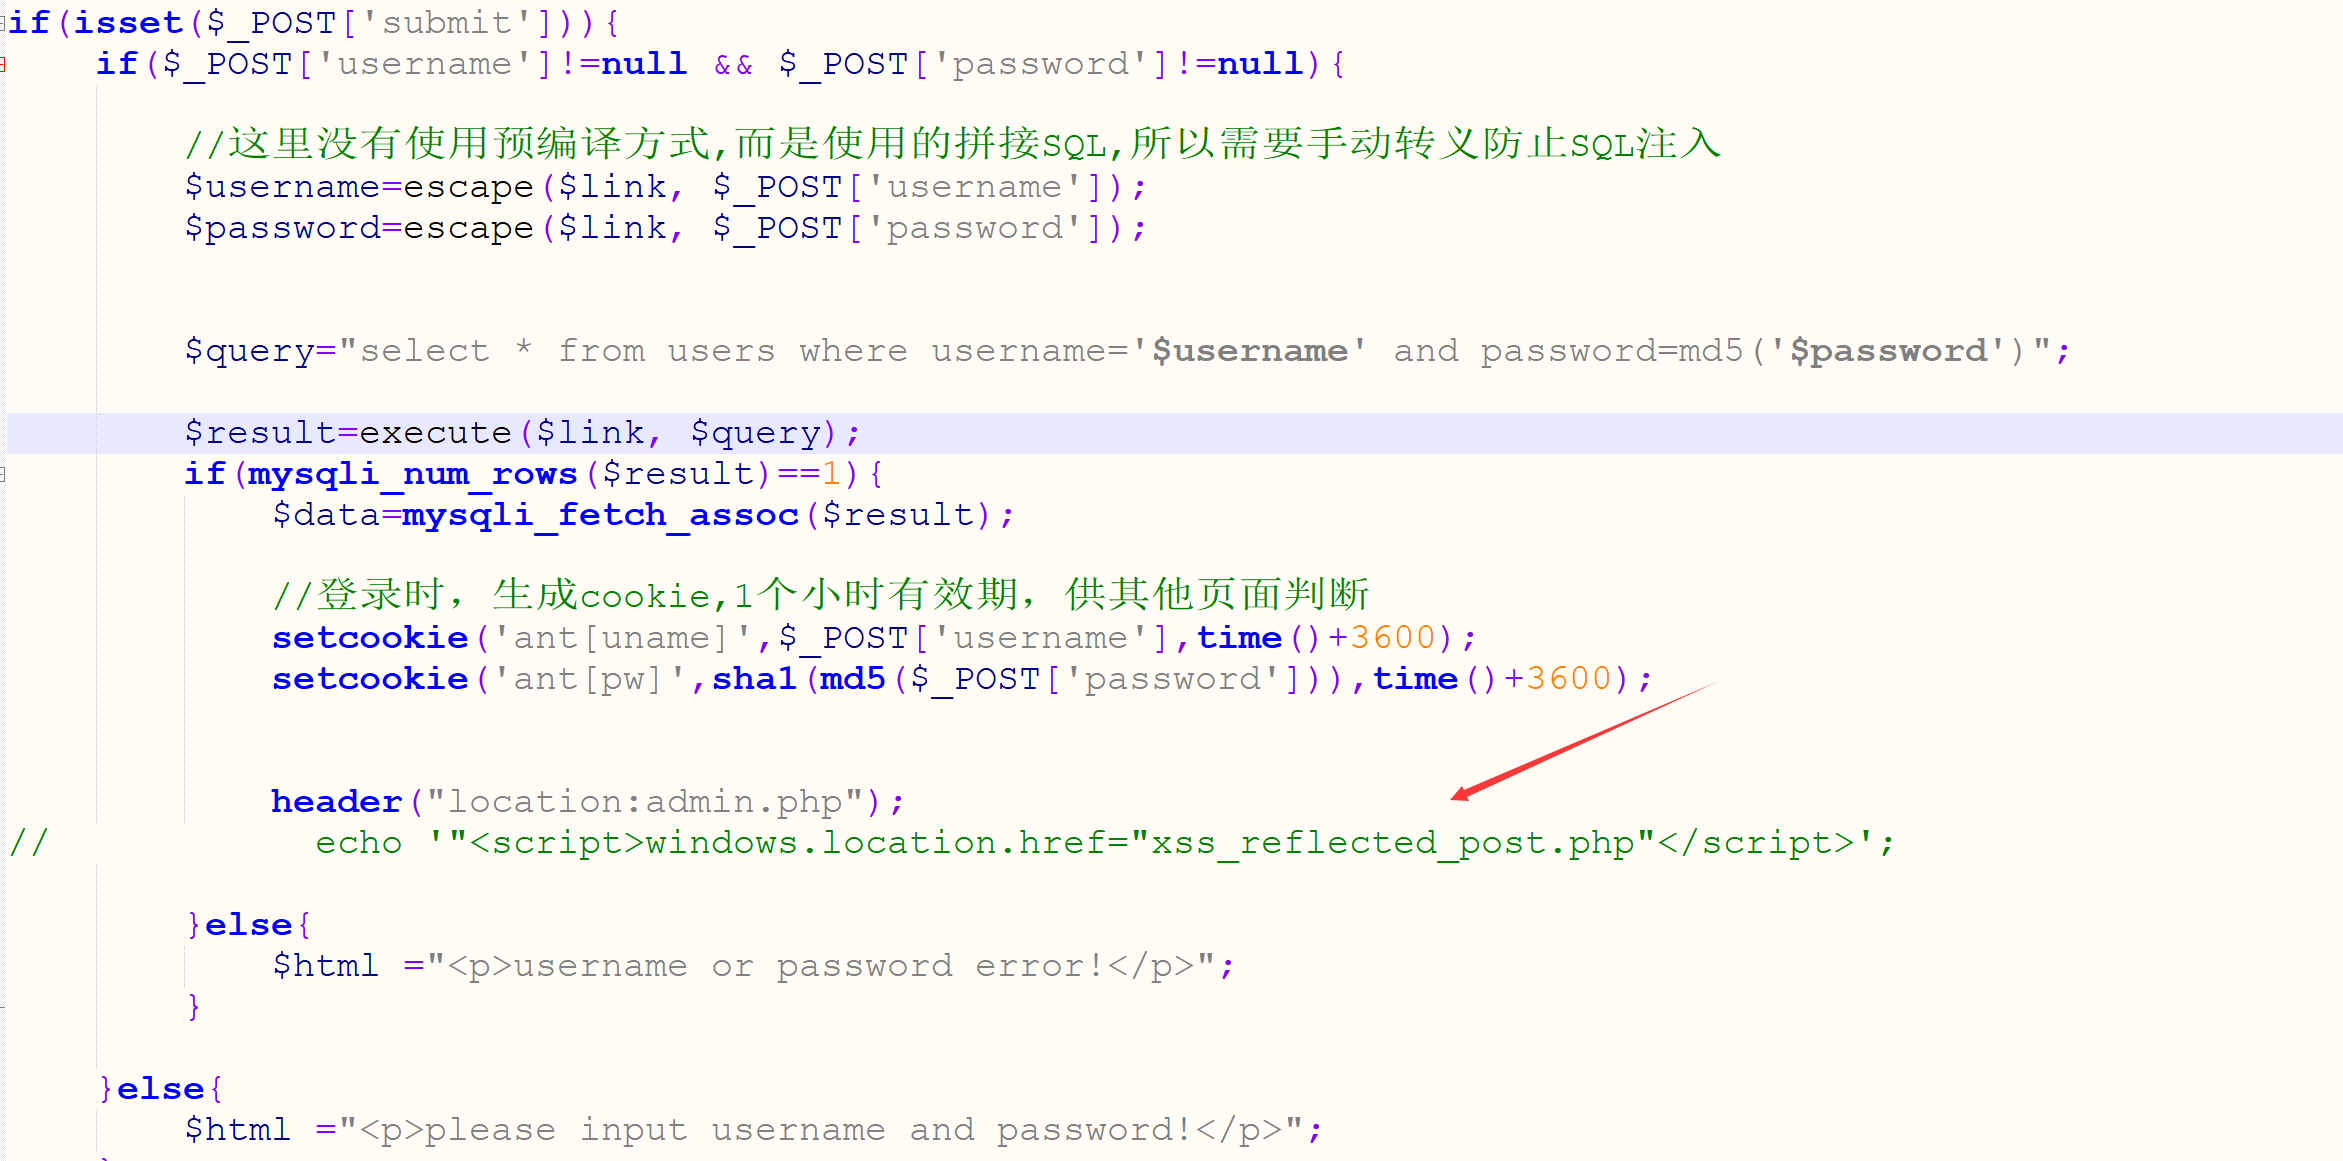 if(isset($_POST['submit'])){
    if($_POST['username']!=null && $_POST['password']!=null){
        //这里没有使用预编译方式,而是使用的拼接SQL,所以需要手动转义防止SQL注入
        $username=escape($link, $_POST['username']);
        $password=escape($link, $_POST['password']);
        $query="select * from users where username='$username' and password=md5('$password')";
        $result=execute($link, $query);
        if(mysqli_num_rows($result)==1){
            $data=mysqli_fetch_assoc($result);
            //登录时，生成cookie,1个小时有效期，供其他页面判断
            setcookie('ant[uname]',$_POST['username'],time()+3600);
            setcookie('ant[pw]',sha1(md5($_POST['password'])),time()+3600);
            header("location:admin.php");
//            echo '"<script>windows.location.href="xss_reflected_post.php"</script>';
        }else{
            $html ="<p>username or password error!</p>";
        }
    }else{
        $html ="<p>please input username and password!</p>";
    }